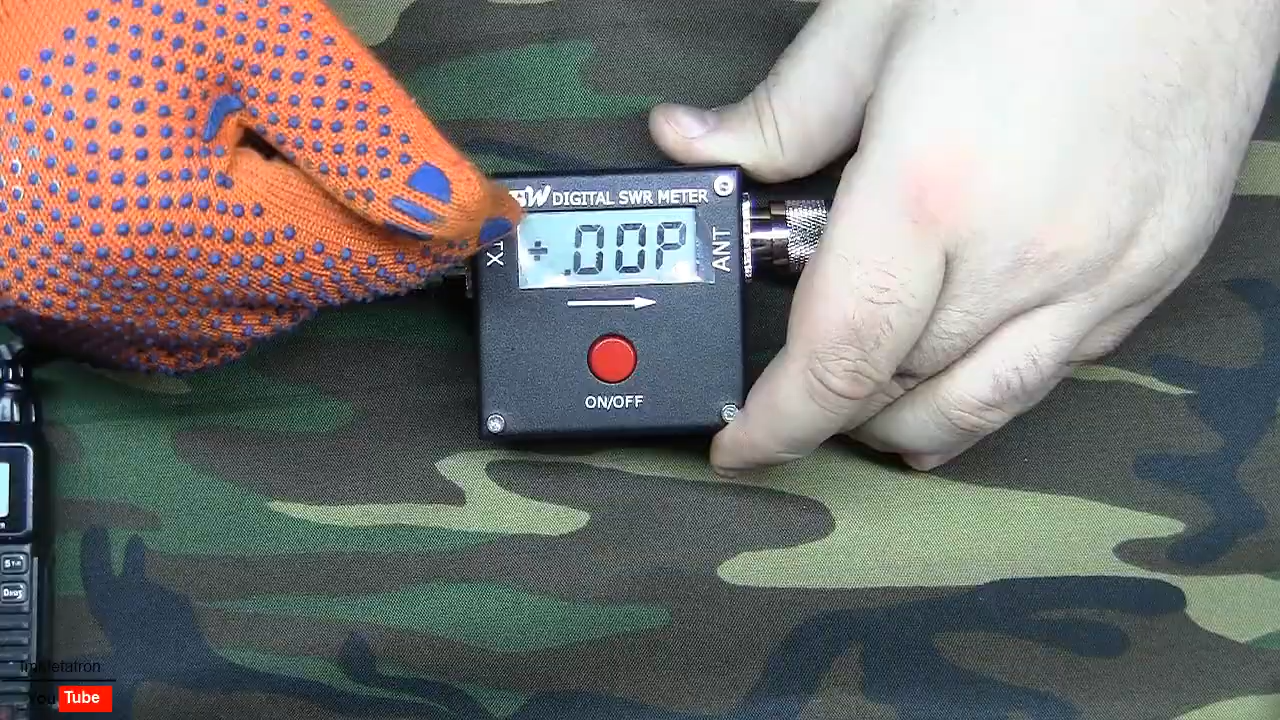 W DIGITAL SWR METER
+ .00P
TX
ANT
ON/OFF
YouTube